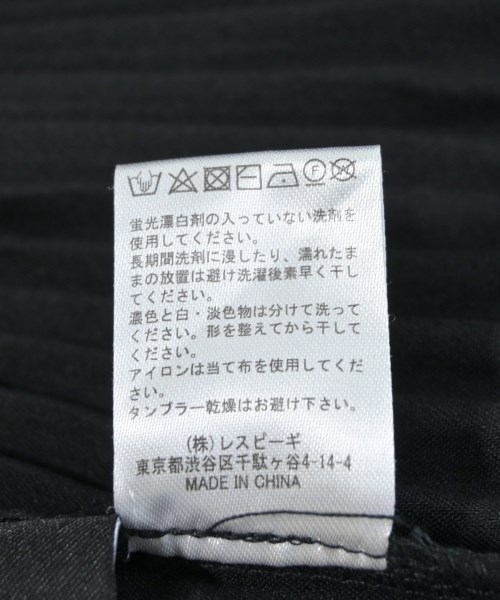 蛍光漂白剤の入っていない洗剤を
使用してください。
長期間洗剤に浸したり、濡れたま
まの放置は避け洗濯後素早く干し
てください。
濃色と白・淡色物は分けて洗って
ください。形を整えてから干して
ください。
アイロンは当て布を使用してくだ
さい。
タンブラー乾燥はお避け下さい。
(株)レスピーギ
東京都渋谷区千駄ヶ谷4-14-4
MADE IN CHINA